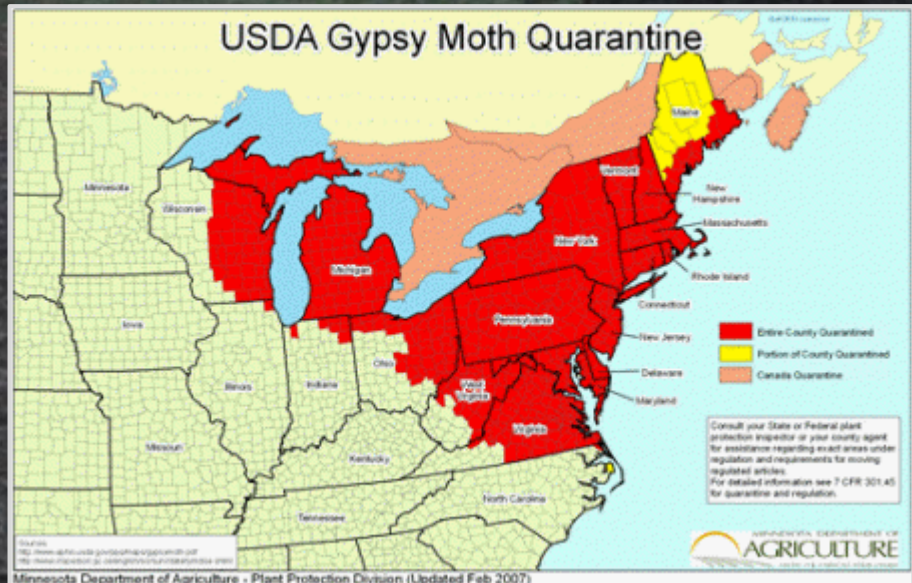 USDA Gypsy Moth Quarantine
Maine
Minnesota
Vermont
Wisconsin
New
Hampshire
Massachusetts
New York
Michigan
Rhode Island
Connecticut
Iowa
Pennsylvania
New Jersey
Entire County Quarantined
Portion of County Quarantined
Canada Quarantine
Ohio
Illinois
Indiana
Delaware
West
Virginia
Maryland
Virginia
Missouri
Kentucky
Consult your State or Federal plant
protection inspector or your county agent
for assistance regarding exact areas under
regulation and requirements for moving
regulated articles.
For detailed information see 7 CFR 301.45
for quarantine and regulation.
North Carolina
Tennessee
Sources:
MINNESOTA DEPARTMENT OF
AGRICULTURE
Minnesota Department of Agriculture - Plant Protection Division (Updated Feb 2007)